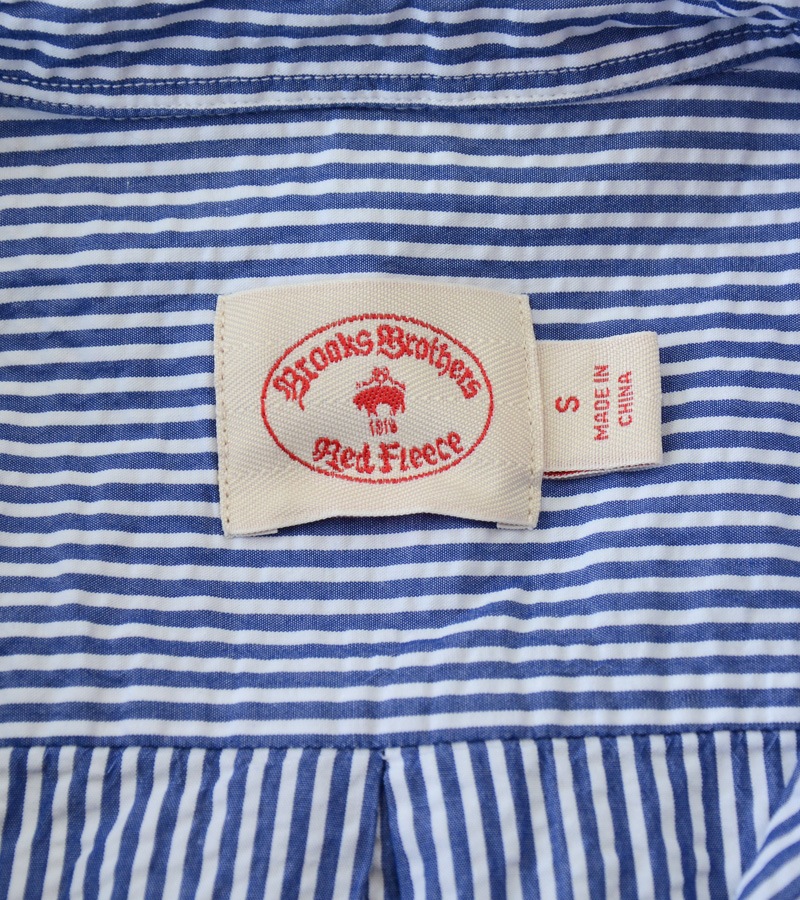 Brooks Brothers
1818
Red Fleece
S
MADE IN
CHINA